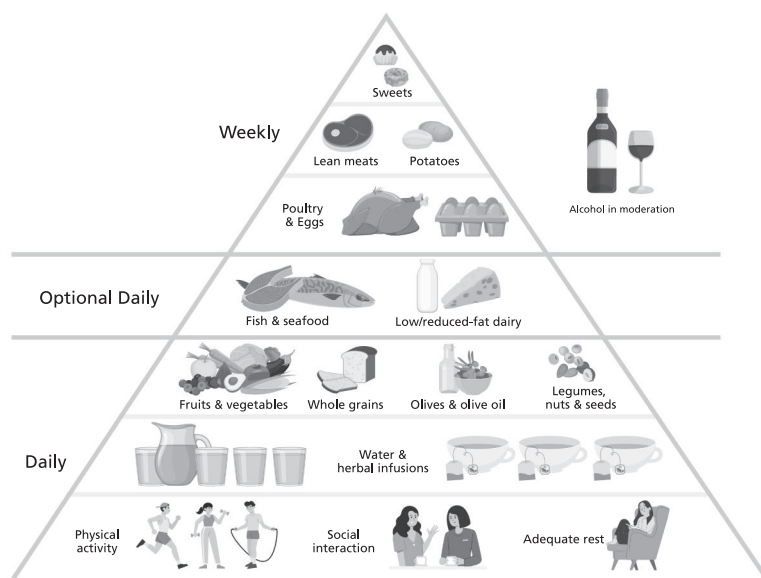 Sweets
Weekly
Lean meats
Potatoes
Poultry
& Eggs
Alcohol in moderation
Optional Daily
Fish & seafood
Low/reduced-fat dairy
Fruits & vegetables
Whole grains
Olives & olive oil
Legumes,
nuts & seeds
Daily
Water &
herbal infusions
Physical
activity
Social
interaction
Adequate rest